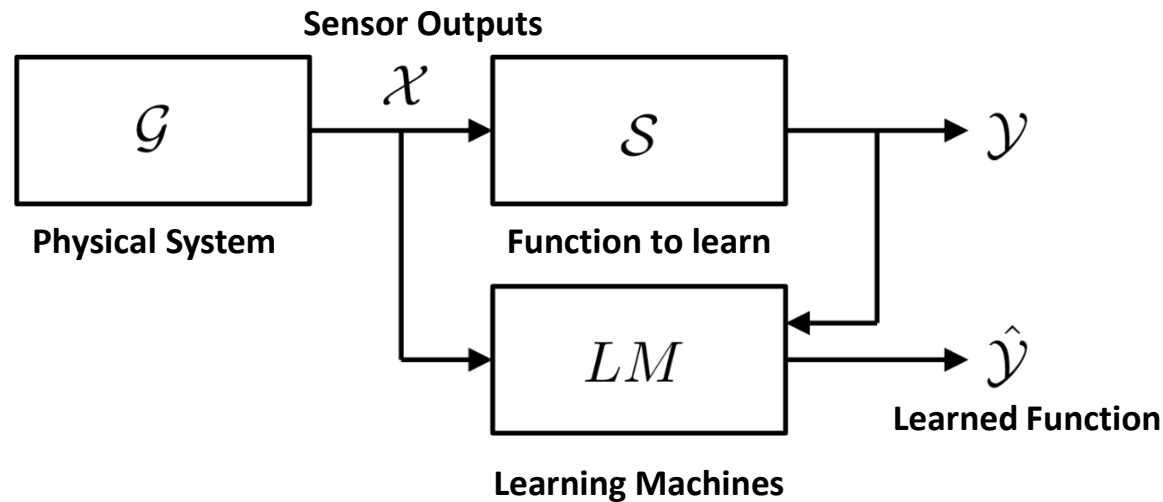 Sensor Outputs
𝒳
𝒢
𝒮
𝒴
Physical System
Function to learn
LM
𝒴̂
Learned Function
Learning Machines